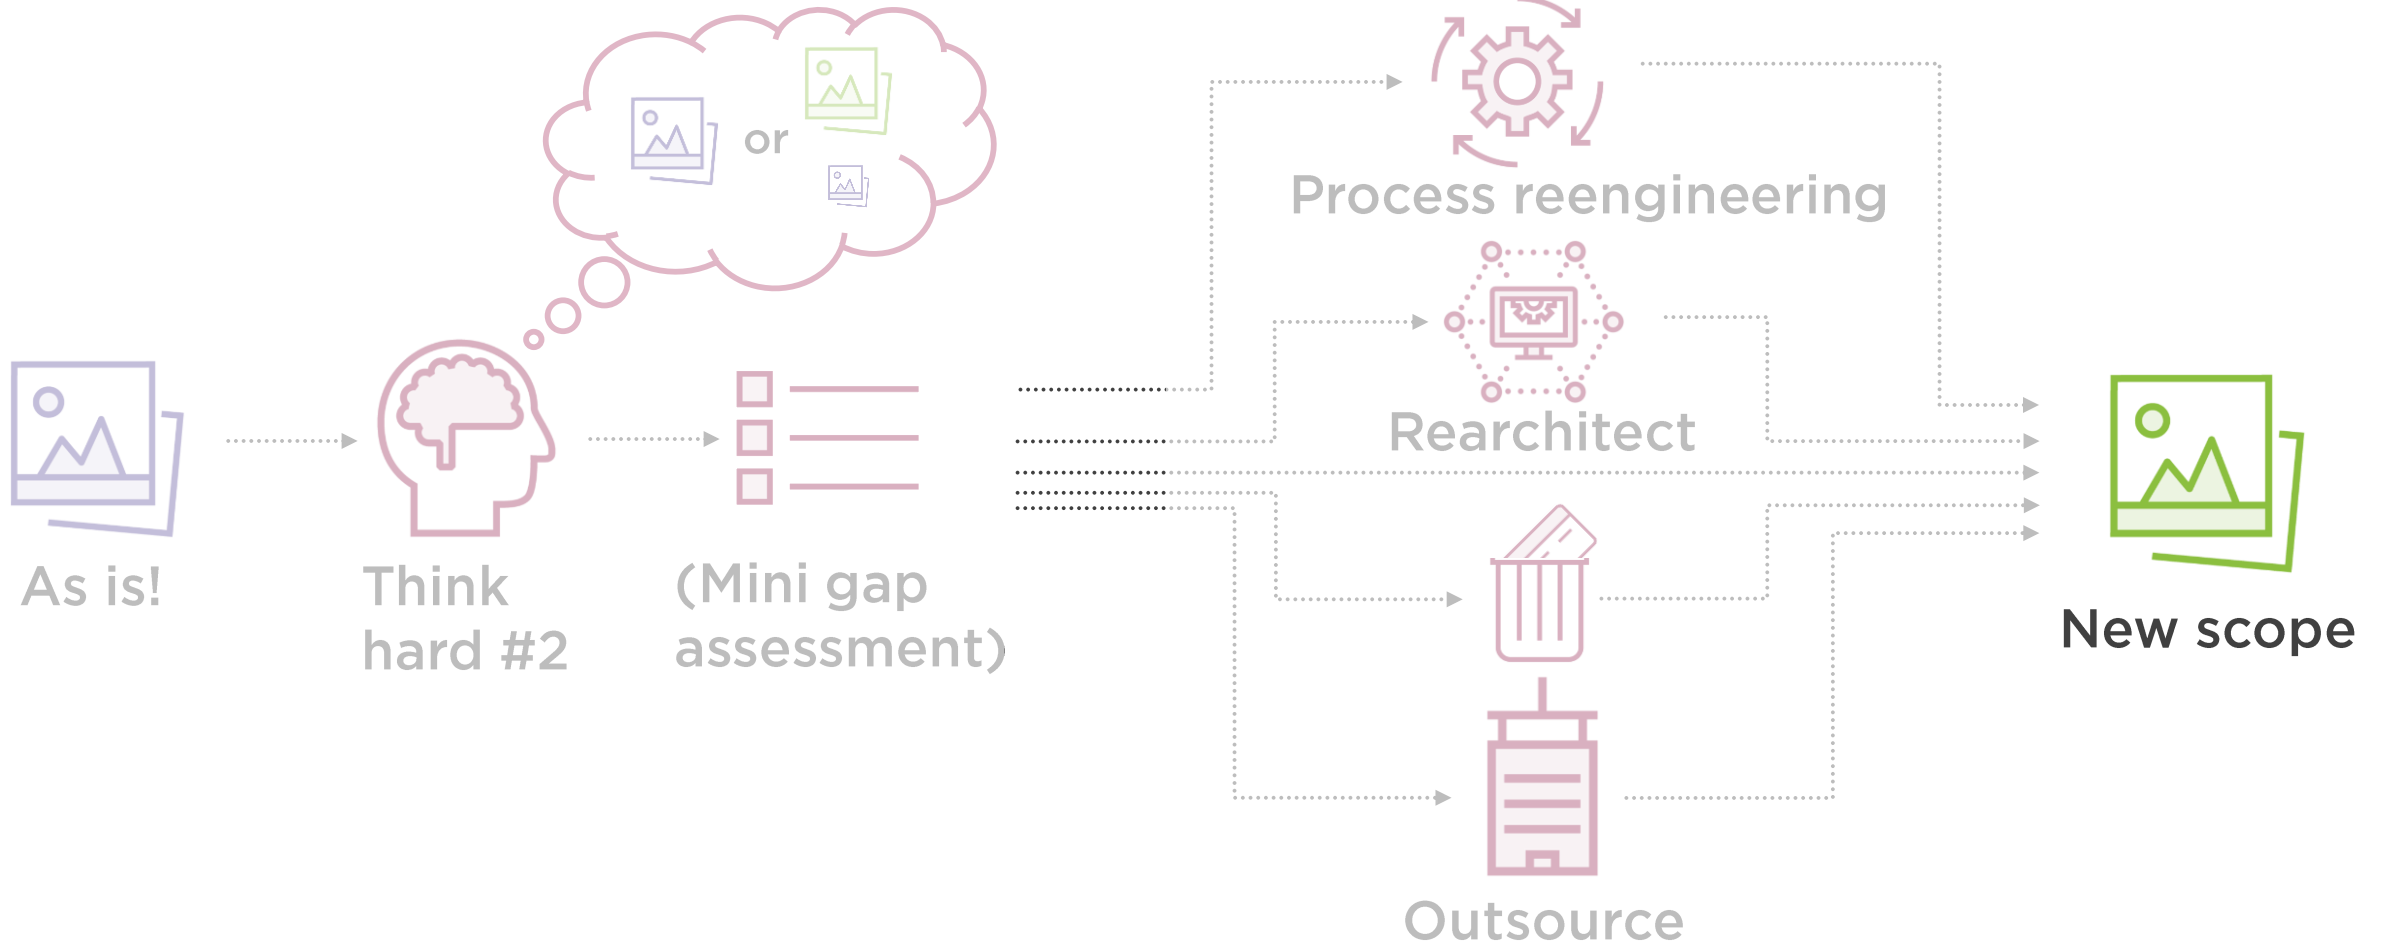 or
Process reengineering
Rearchitect
As is!
Think
hard #2
(Mini gap
assessment)
New scope
Outsource